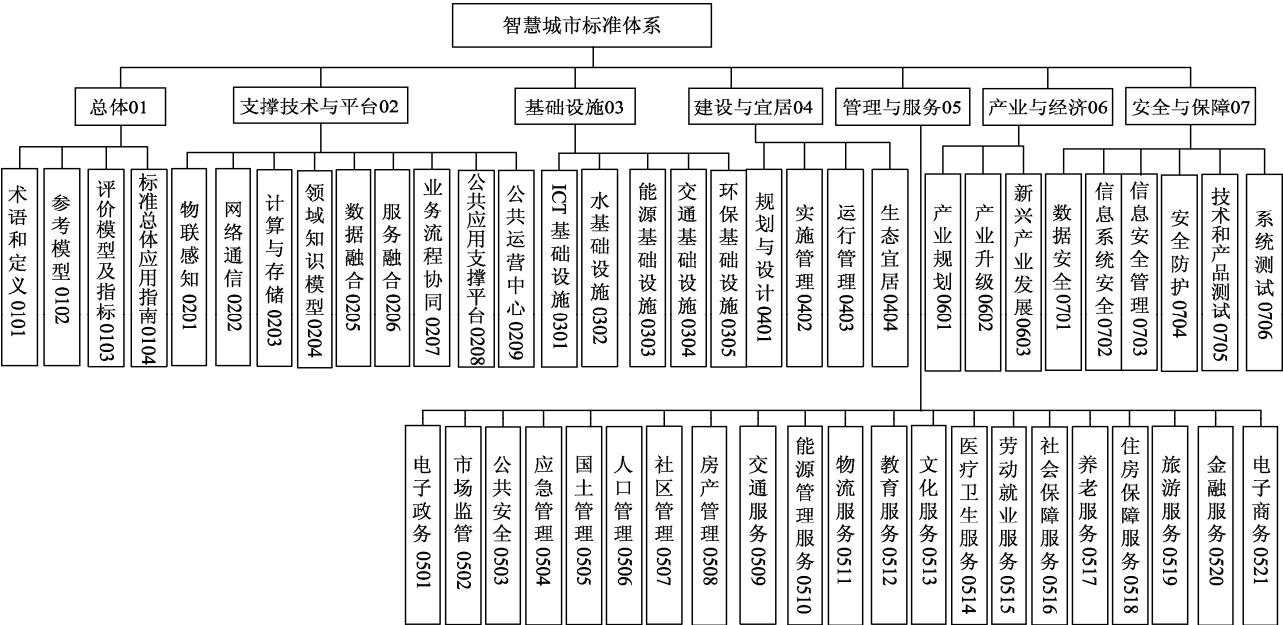 智慧城市标准体系
总体01
支撑技术与平台02
基础设施03
建设与宜居04
管理与服务05
产业与经济06
安全与保障07
术语和定义0101
参考模型0102
评价模型及指标0103
标准总体应用指南0104
物联感知0201
网络通信0202
计算与存储0203
领域知识模型0204
数据融合0205
服务融合0206
业务流程协同0207
公共应用支撑平台0208
公共运营中心0209
ICT基础设施0301
水基础设施0302
能源基础设施0303
交通基础设施0304
环保基础设施0305
规划与设计0401
实施管理0402
运行管理0403
生态宜居0404
产业规划0601
产业升级0602
新兴产业发展0603
数据安全0701
信息系统安全0702
信息安全管理0703
安全防护0704
技术和产品测试0705
系统测试0706
电子政务0501
市场监管0502
公共安全0503
应急管理0504
国土管理0505
人口管理0506
社区管理0507
房产管理0508
交通服务0509
能源管理服务0510
物流服务0511
教育服务0512
文化服务0513
医疗卫生服务0514
劳动就业服务0515
社会保障服务0516
养老服务0517
住房保障服务0518
旅游服务0519
金融服务0520
电子商务0521